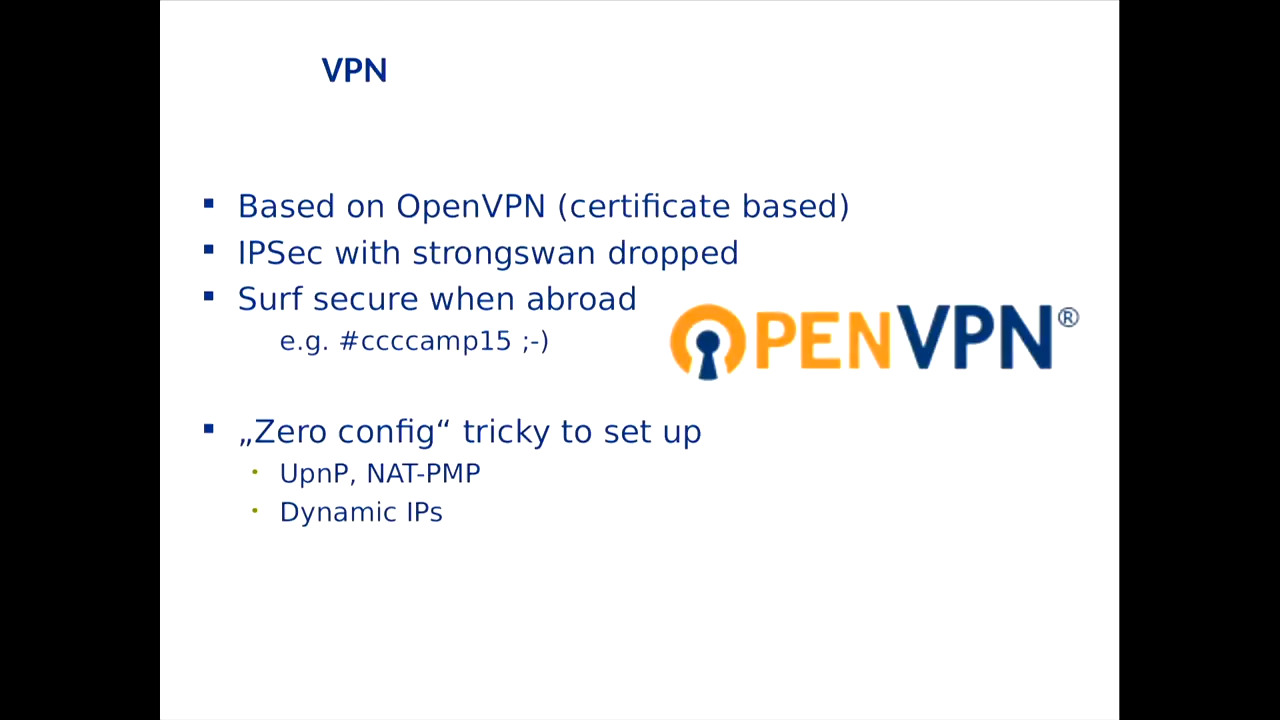 VPN
Based on OpenVPN (certificate based)
IPSec with strongswan dropped
Surf secure when abroad
e.g. #ccccamp15 ;-)
OPENVPN®
„Zero config“ tricky to set up
UpnP, NAT-PMP
Dynamic IPs